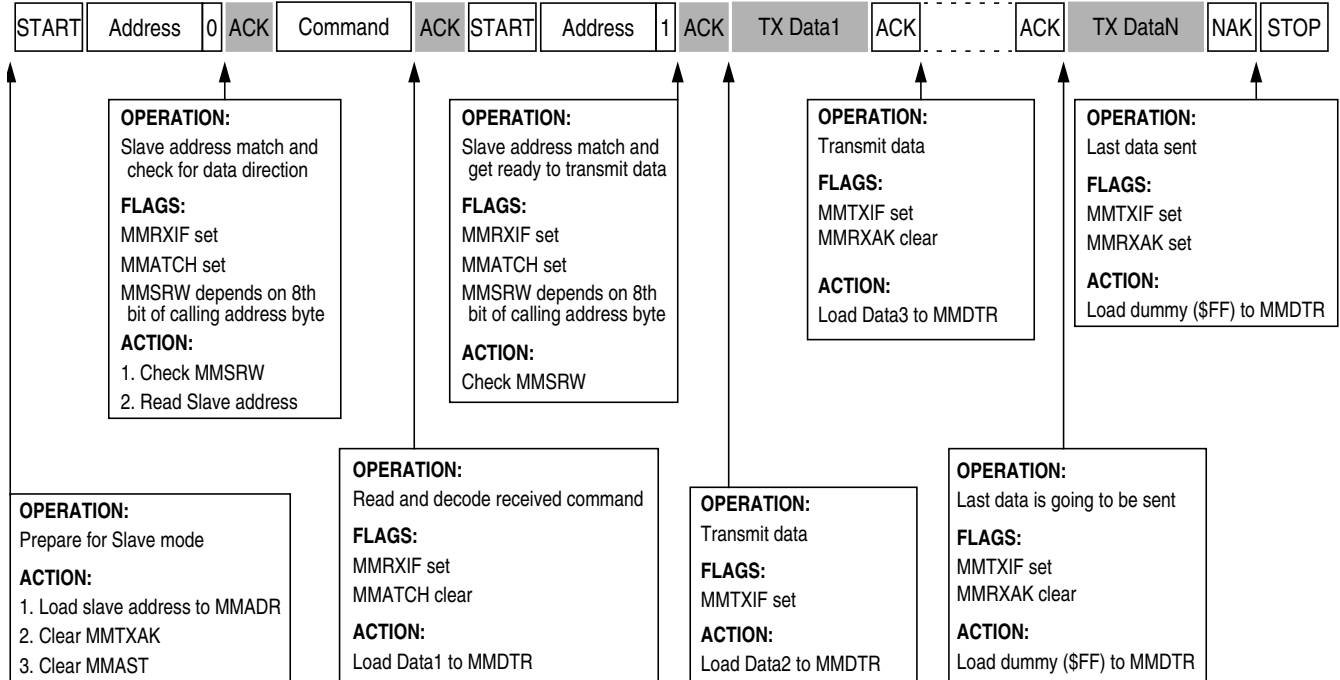 START Address 0 ACK Command ACK START Address 1 ACK TX Data1 ACK ACK TX DataN NAK STOP
OPERATION:
Slave address match and
check for data direction
FLAGS:
MMRXIF set
MMATCH set
MMSRW depends on 8th
bit of calling address byte
ACTION:
1. Check MMSRW
2. Read Slave address
OPERATION:
Slave address match and
get ready to transmit data
FLAGS:
MMRXIF set
MMATCH set
MMSRW depends on 8th
bit of calling address byte
ACTION:
Check MMSRW
OPERATION:
Transmit data
FLAGS:
MMTXIF set
MMRXAK clear
ACTION:
Load Data3 to MMDTR
OPERATION:
Last data sent
FLAGS:
MMTXIF set
MMRXAK set
ACTION:
Load dummy ($FF) to MMDTR
OPERATION:
Prepare for Slave mode
ACTION:
1. Load slave address to MMADR
2. Clear MMTXAK
3. Clear MMAST
OPERATION:
Read and decode received command
FLAGS:
MMRXIF set
MMATCH clear
ACTION:
Load Data1 to MMDTR
OPERATION:
Transmit data
FLAGS:
MMTXIF set
ACTION:
Load Data2 to MMDTR
OPERATION:
Last data is going to be sent
FLAGS:
MMTXIF set
MMRXAK clear
ACTION:
Load dummy ($FF) to MMDTR